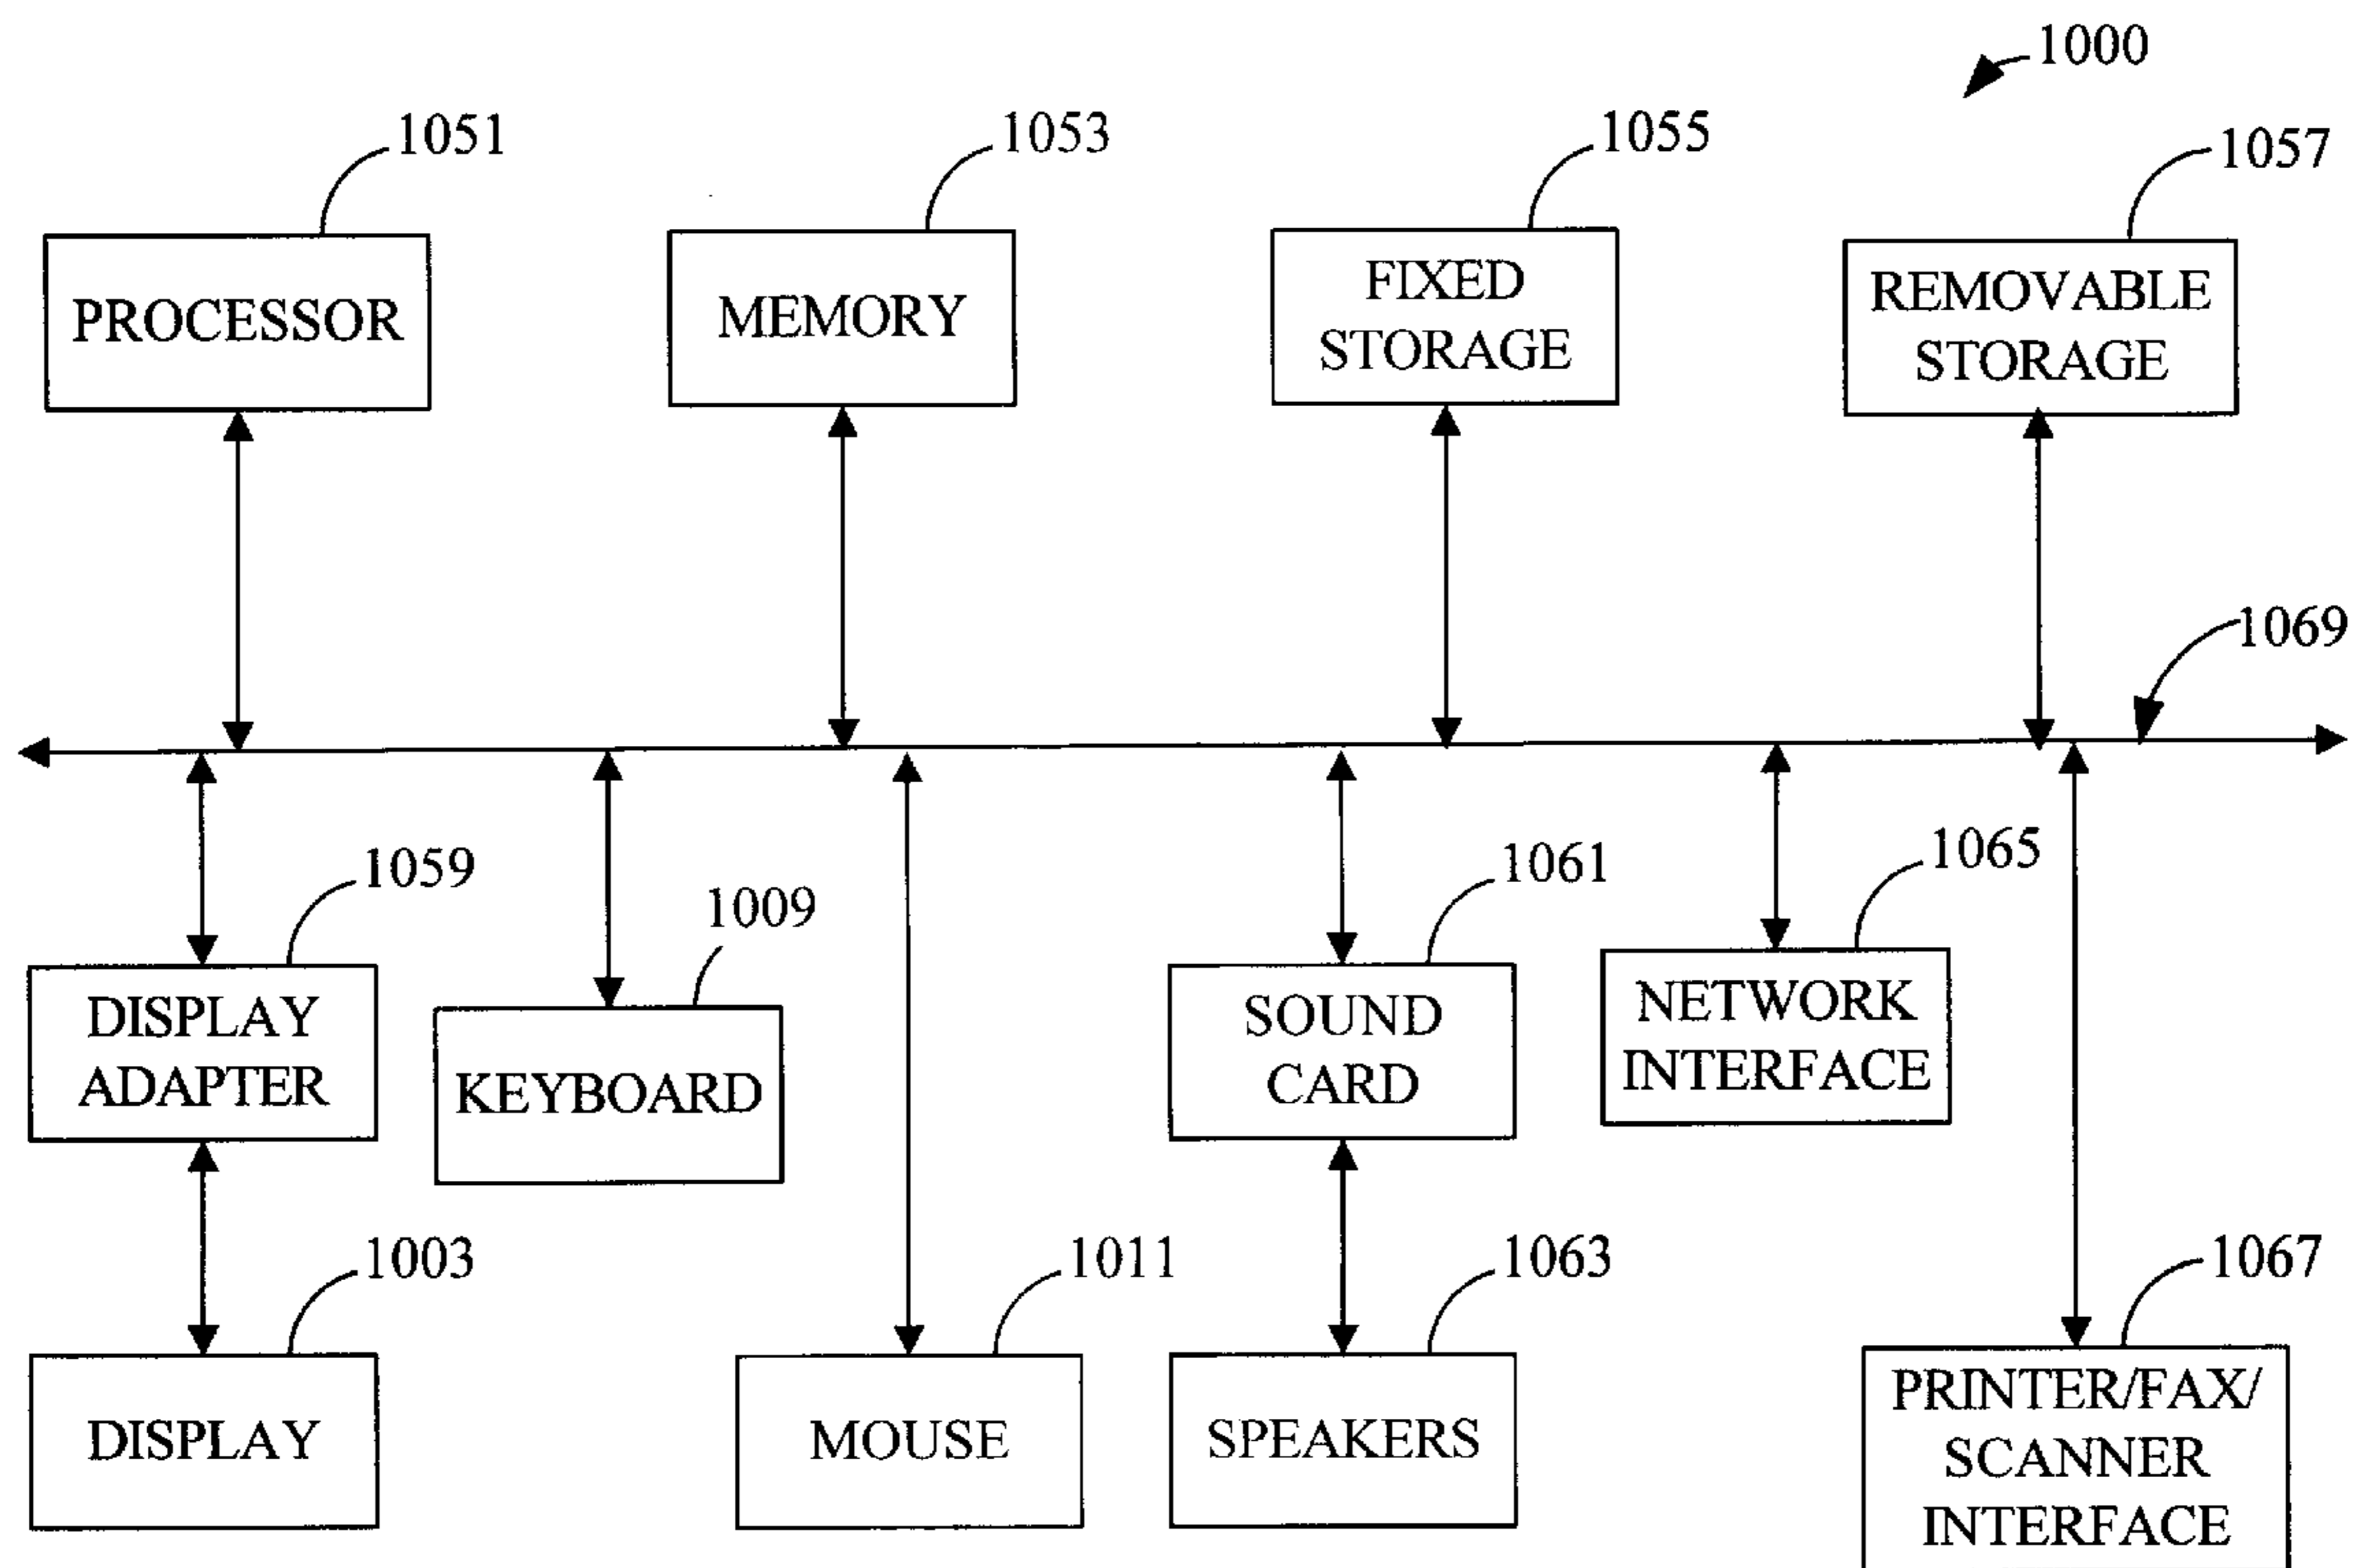 1000
1051
1053
1055
1057
PROCESSOR
MEMORY
FIXED
STORAGE
REMOVABLE
STORAGE
1069
1059
1009
1061
1065
DISPLAY
ADAPTER
KEYBOARD
SOUND
CARD
NETWORK
INTERFACE
1003
1011
1063
1067
DISPLAY
MOUSE
SPEAKERS
PRINTER/FAX/
SCANNER
INTERFACE